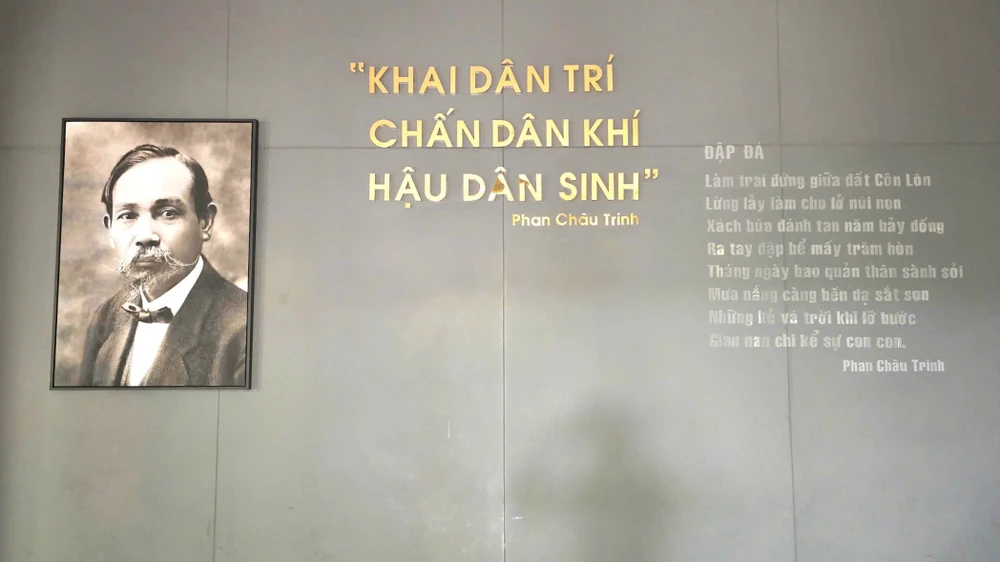 “KHAI DÂN TRÍ
CHẤN DÂN KHÍ
HẬU DÂN SINH”
Phan Châu Trinh
ĐẬP ĐÁ
Làm trai đứng giữa đất Côn Lôn
Lừng lẫy làm cho lở núi non
Xách búa đánh tan năm bảy đống
Ra tay đập bể mấy trăm hòn
Tháng ngày bao quản thân sành sỏi
Mưa nắng càng bền dạ sắt son
Những kẻ vá trời khi lỡ bước
Gian nan chi kể sự con con.
Phan Châu Trinh